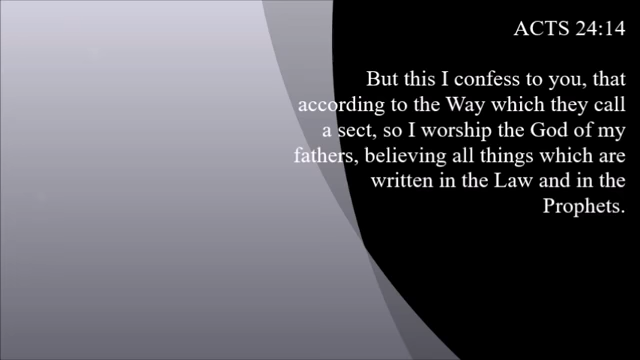 ACTS 24:14
But this I confess to you, that
according to the Way which they call
a sect, so I worship the God of my
fathers, believing all things which are
written in the Law and in the
Prophets.